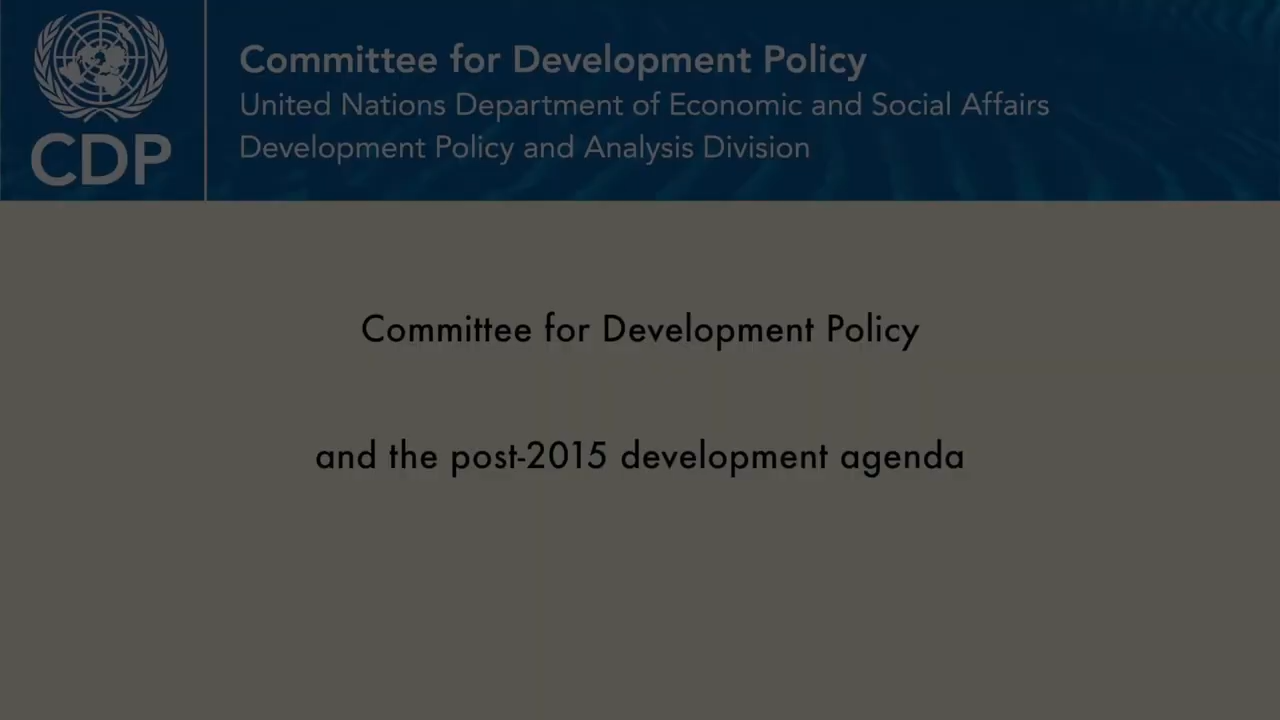 CDP
Committee for Development Policy
United Nations Department of Economic and Social Affairs
Development Policy and Analysis Division
Committee for Development Policy
and the post-2015 development agenda